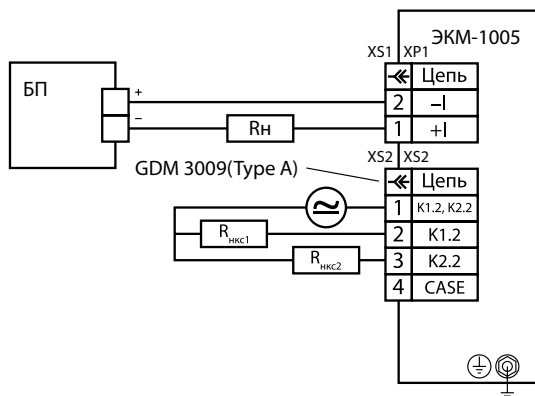 ЭКМ-1005
XS1 XP1
БП
Цепь
+
2 –I
–
Rн
1 +I
XS2 XS2
GDM 3009(Type A)
Цепь
1 K1.2, K2.2
Rнкс1
2 K1.2
Rнкс2
3 K2.2
4 CASE